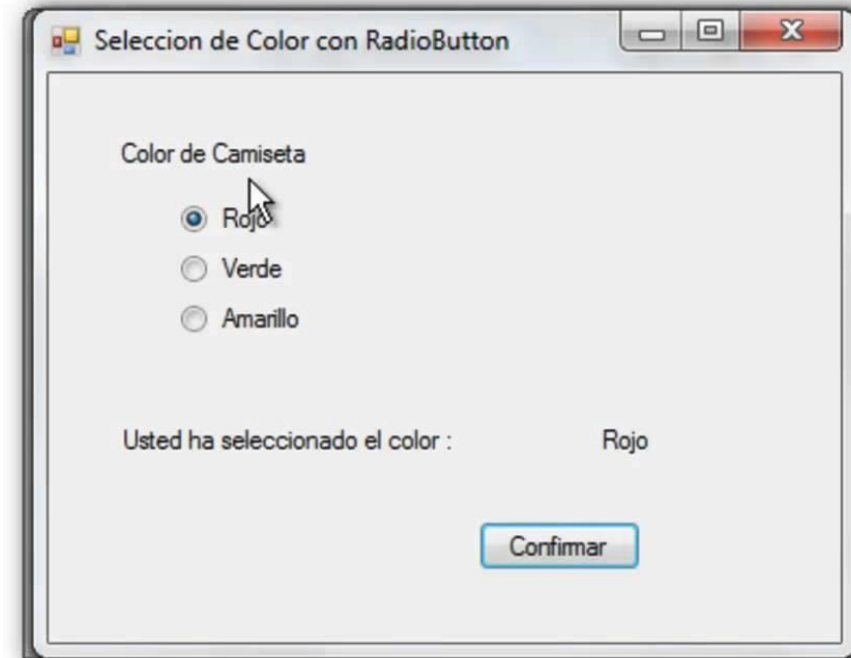 Seleccion de Color con RadioButton
Color de Camiseta
Rojo
Verde
Amarillo
Usted ha seleccionado el color : Rojo
Confirmar